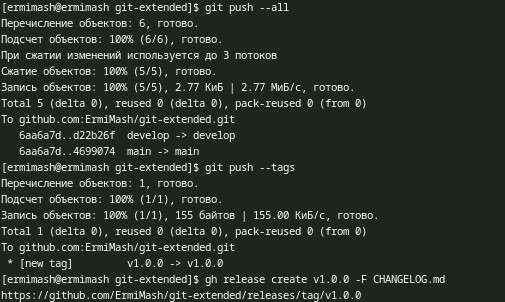 [ermimash@ermimash git-extended]$ git push --all
Перечисление объектов: 6, готово.
Подсчет объектов: 100% (6/6), готово.
При сжатии изменений используется до 3 потоков
Сжатие объектов: 100% (5/5), готово.
Запись объектов: 100% (5/5), 2.77 КиБ | 2.77 МиБ/с, готово.
Total 5 (delta 0), reused 0 (delta 0), pack-reused 0 (from 0)
To github.com:ErmiMash/git-extended.git
   6aa6a7d..d22b26f  develop -> develop
   6aa6a7d..4699074  main -> main
[ermimash@ermimash git-extended]$ git push --tags
Перечисление объектов: 1, готово.
Подсчет объектов: 100% (1/1), готово.
Запись объектов: 100% (1/1), 155 байтов | 155.00 КиБ/с, готово.
Total 1 (delta 0), reused 0 (delta 0), pack-reused 0 (from 0)
To github.com:ErmiMash/git-extended.git
 * [new tag]         v1.0.0 -> v1.0.0
[ermimash@ermimash git-extended]$ gh release create v1.0.0 -F CHANGELOG.md
https://github.com/ErmiMash/git-extended/releases/tag/v1.0.0